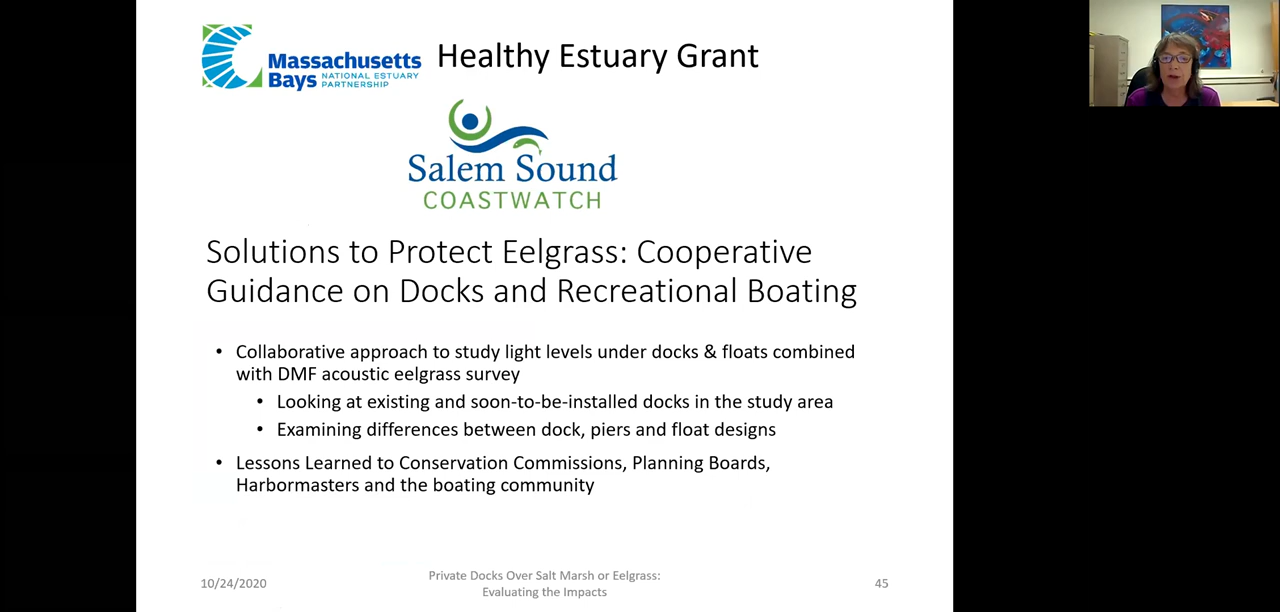 Massachusetts
Bays NATIONAL ESTUARY
PARTNERSHIP
Healthy Estuary Grant
Salem Sound
COASTWATCH
Solutions to Protect Eelgrass: Cooperative
Guidance on Docks and Recreational Boating
• Collaborative approach to study light levels under docks & floats combined
with DMF acoustic eelgrass survey
• Looking at existing and soon-to-be-installed docks in the study area
• Examining differences between dock, piers and float designs
• Lessons Learned to Conservation Commissions, Planning Boards,
Harbormasters and the boating community
10/24/2020
Private Docks Over Salt Marsh or Eelgrass:
Evaluating the Impacts
45